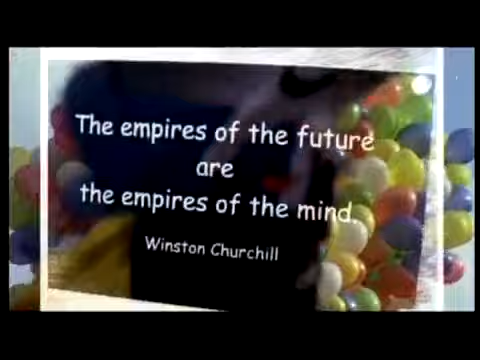 The empires of the future
are
the empires of the mind.
Winston Churchill